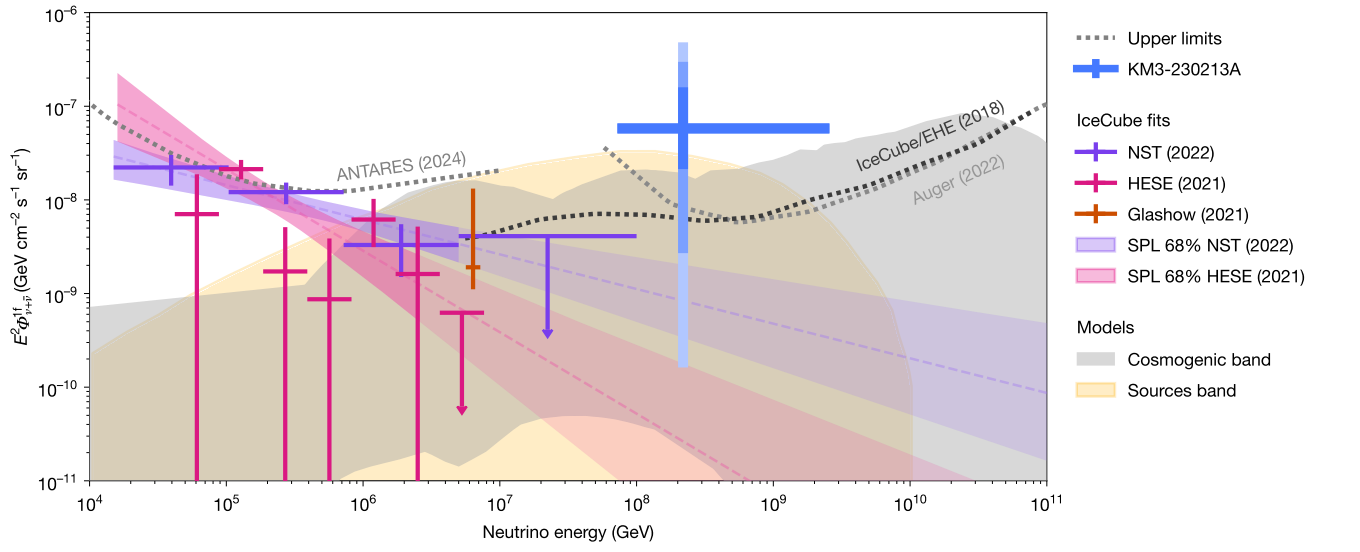 10⁻⁶
10⁻⁷
10⁻⁸
10⁻⁹
10⁻¹⁰
10⁻¹¹
E²Φ¹ᶠ_ν+ν̄ (GeV cm⁻² s⁻¹ sr⁻¹)
ANTARES (2024)
IceCube/EHE (2018)
Auger (2022)
10⁴ 10⁵ 10⁶ 10⁷ 10⁸ 10⁹ 10¹⁰ 10¹¹
Neutrino energy (GeV)
Upper limits
KM3-230213A
IceCube fits
NST (2022)
HESE (2021)
Glashow (2021)
SPL 68% NST (2022)
SPL 68% HESE (2021)
Models
Cosmogenic band
Sources band